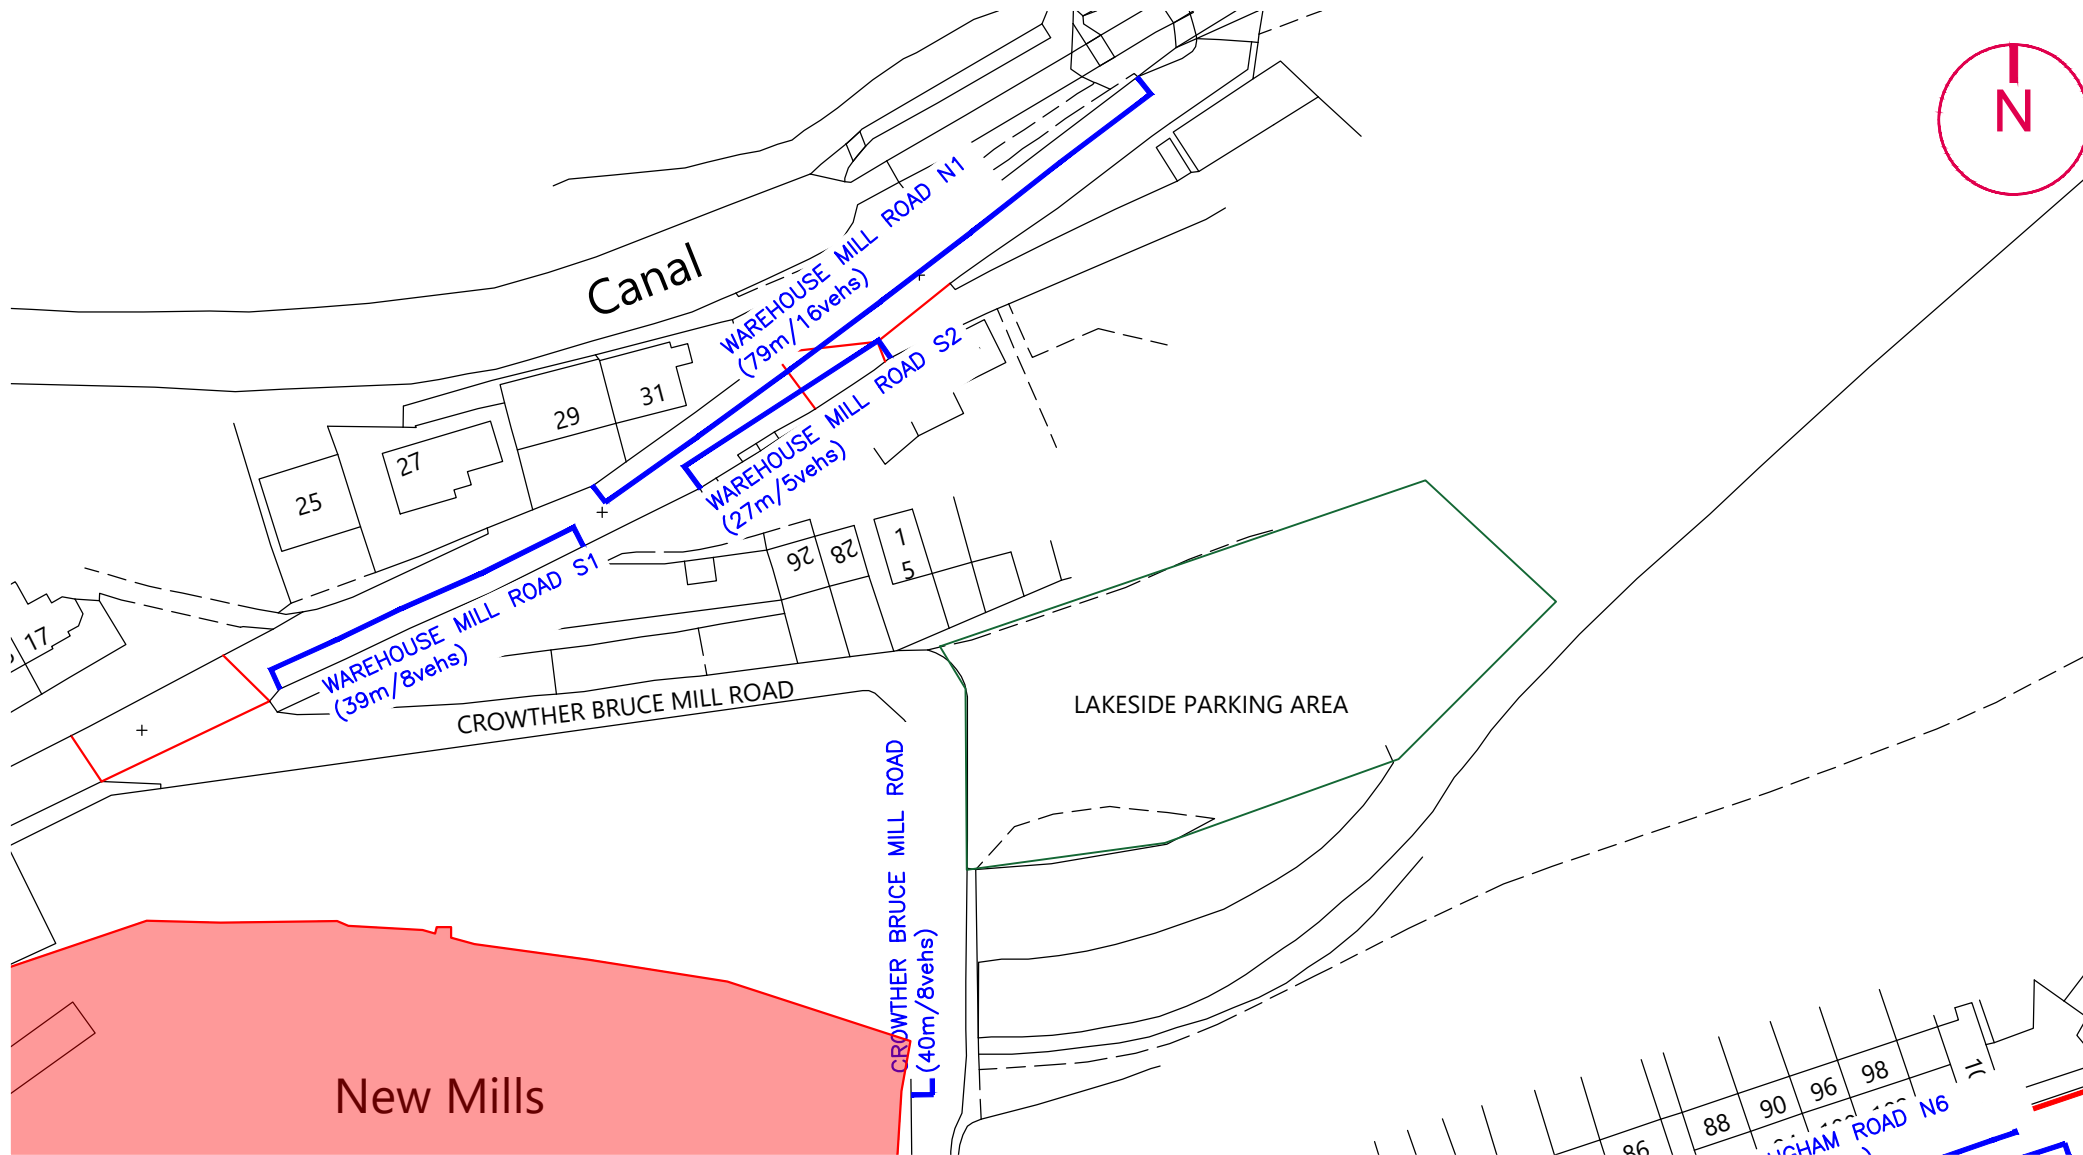 N
Canal
WAREHOUSE MILL ROAD N1
(79m/16vehs)
WAREHOUSE MILL ROAD S2
(27m/5vehs)
31
29
27
25
1
5
28
26
17
WAREHOUSE MILL ROAD S1
(39m/8vehs)
CROWTHER BRUCE MILL ROAD
LAKESIDE PARKING AREA
CROWTHER BRUCE MILL ROAD
(40m/8vehs)
New Mills
98
96
90
88
86
ROAD N6